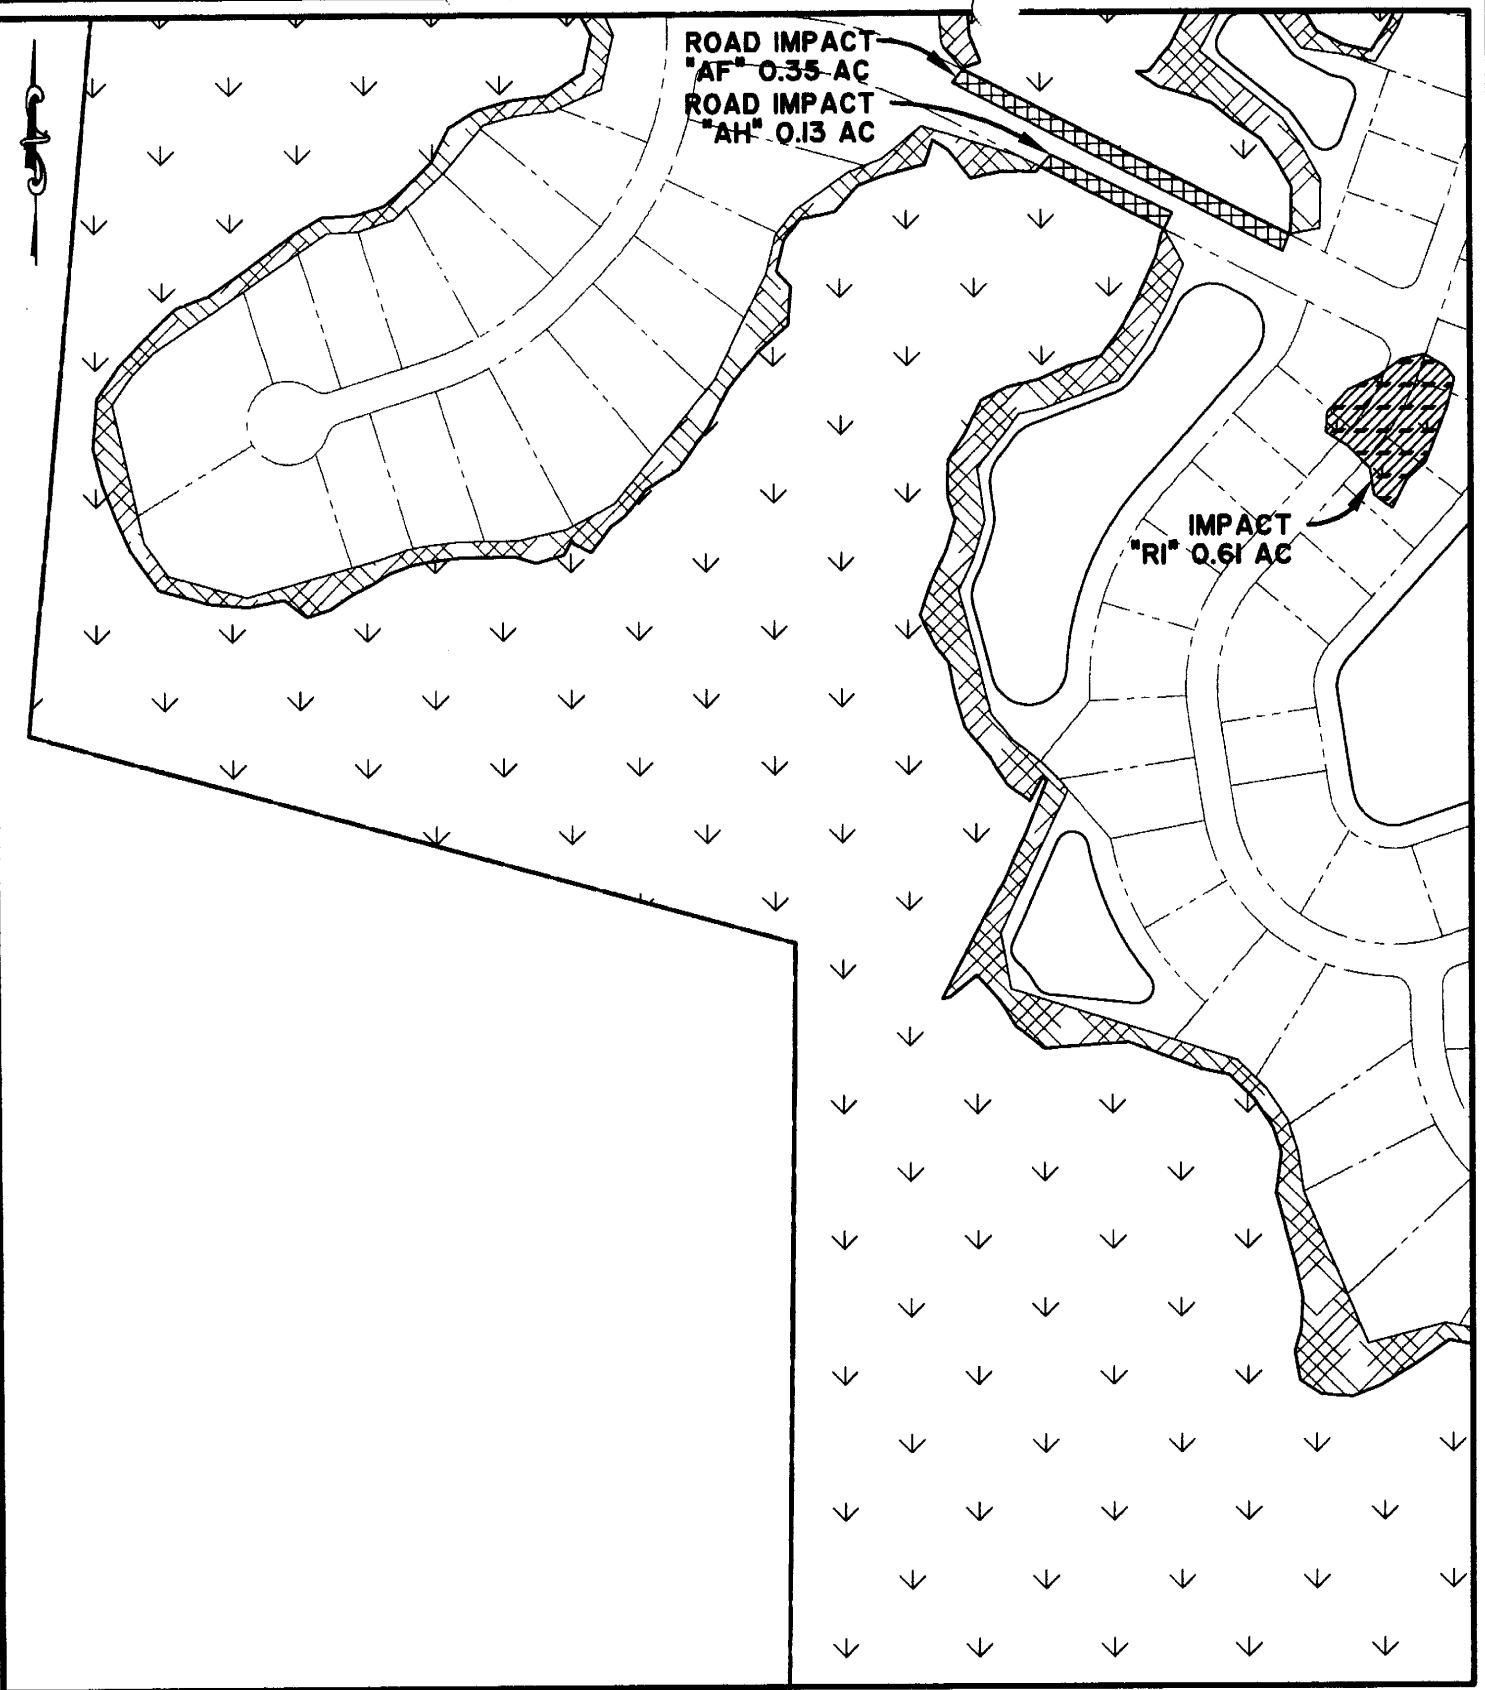 ROAD IMPACT
"AF" 0.35 AC
ROAD IMPACT
"AH" 0.13 AC
IMPACT
"RI" 0.61 AC